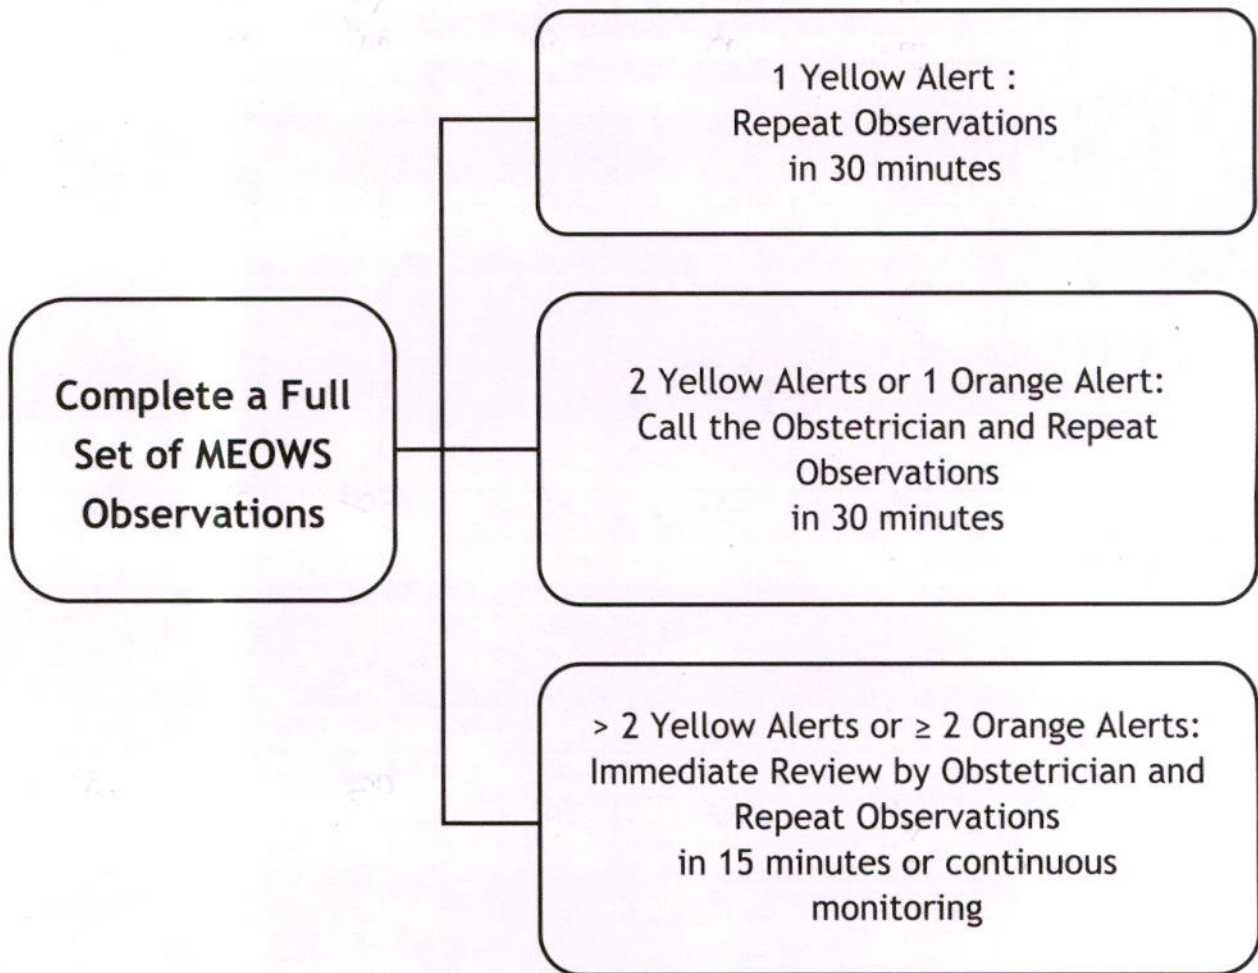 1 Yellow Alert :
Repeat Observations
in 30 minutes
Complete a Full
Set of MEOWS
Observations
2 Yellow Alerts or 1 Orange Alert:
Call the Obstetrician and Repeat
Observations
in 30 minutes
> 2 Yellow Alerts or ≥ 2 Orange Alerts:
Immediate Review by Obstetrician and
Repeat Observations
in 15 minutes or continuous
monitoring